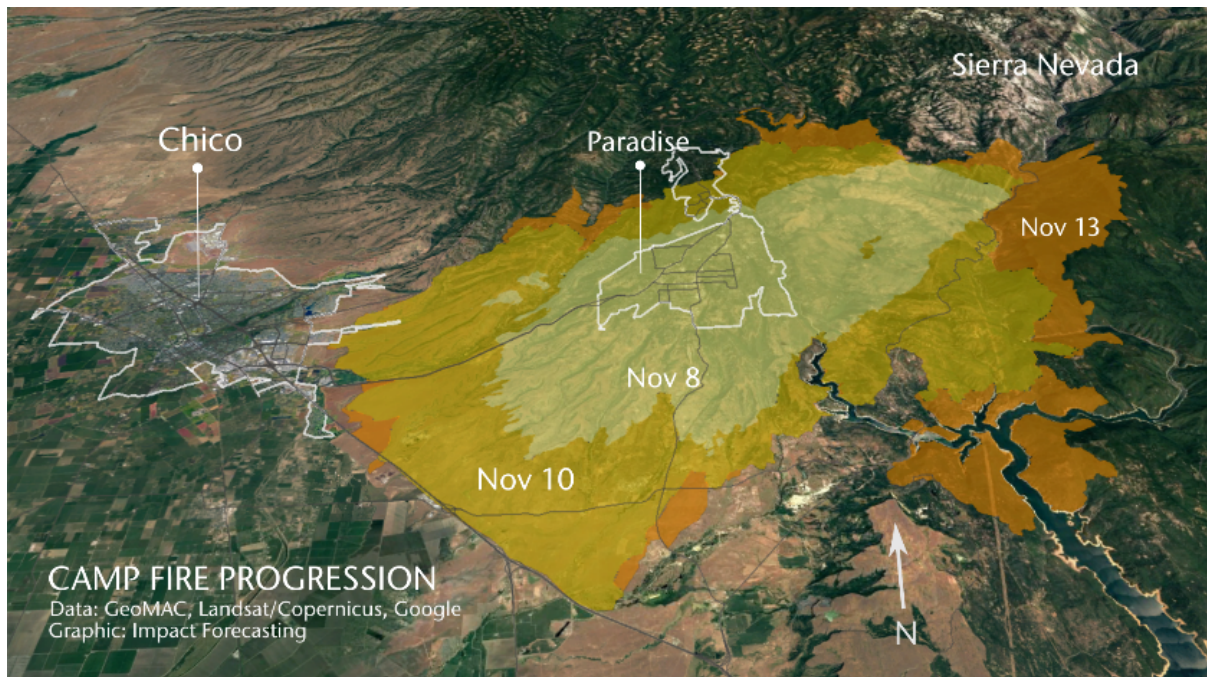 Sierra Nevada
Chico
Paradise
Nov 13
Nov 8
Nov 10
CAMP FIRE PROGRESSION
Data: GeoMAC, Landsat/Copernicus, Google
Graphic: Impact Forecasting
N